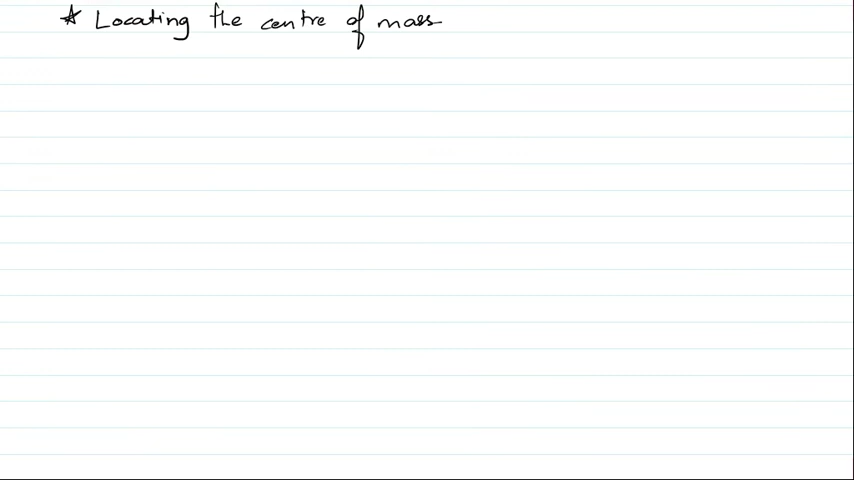 ☆ Locating the centre of mass